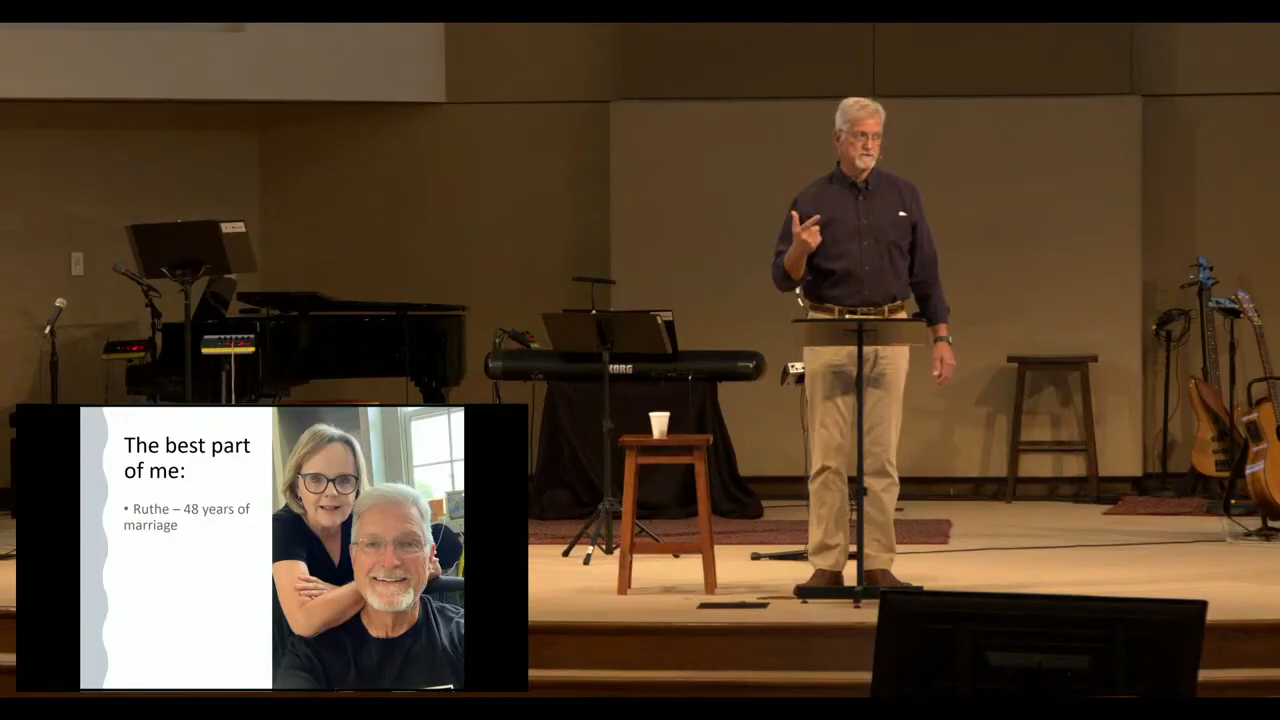 KORG
The best part
of me:
• Ruthe – 48 years of
marriage